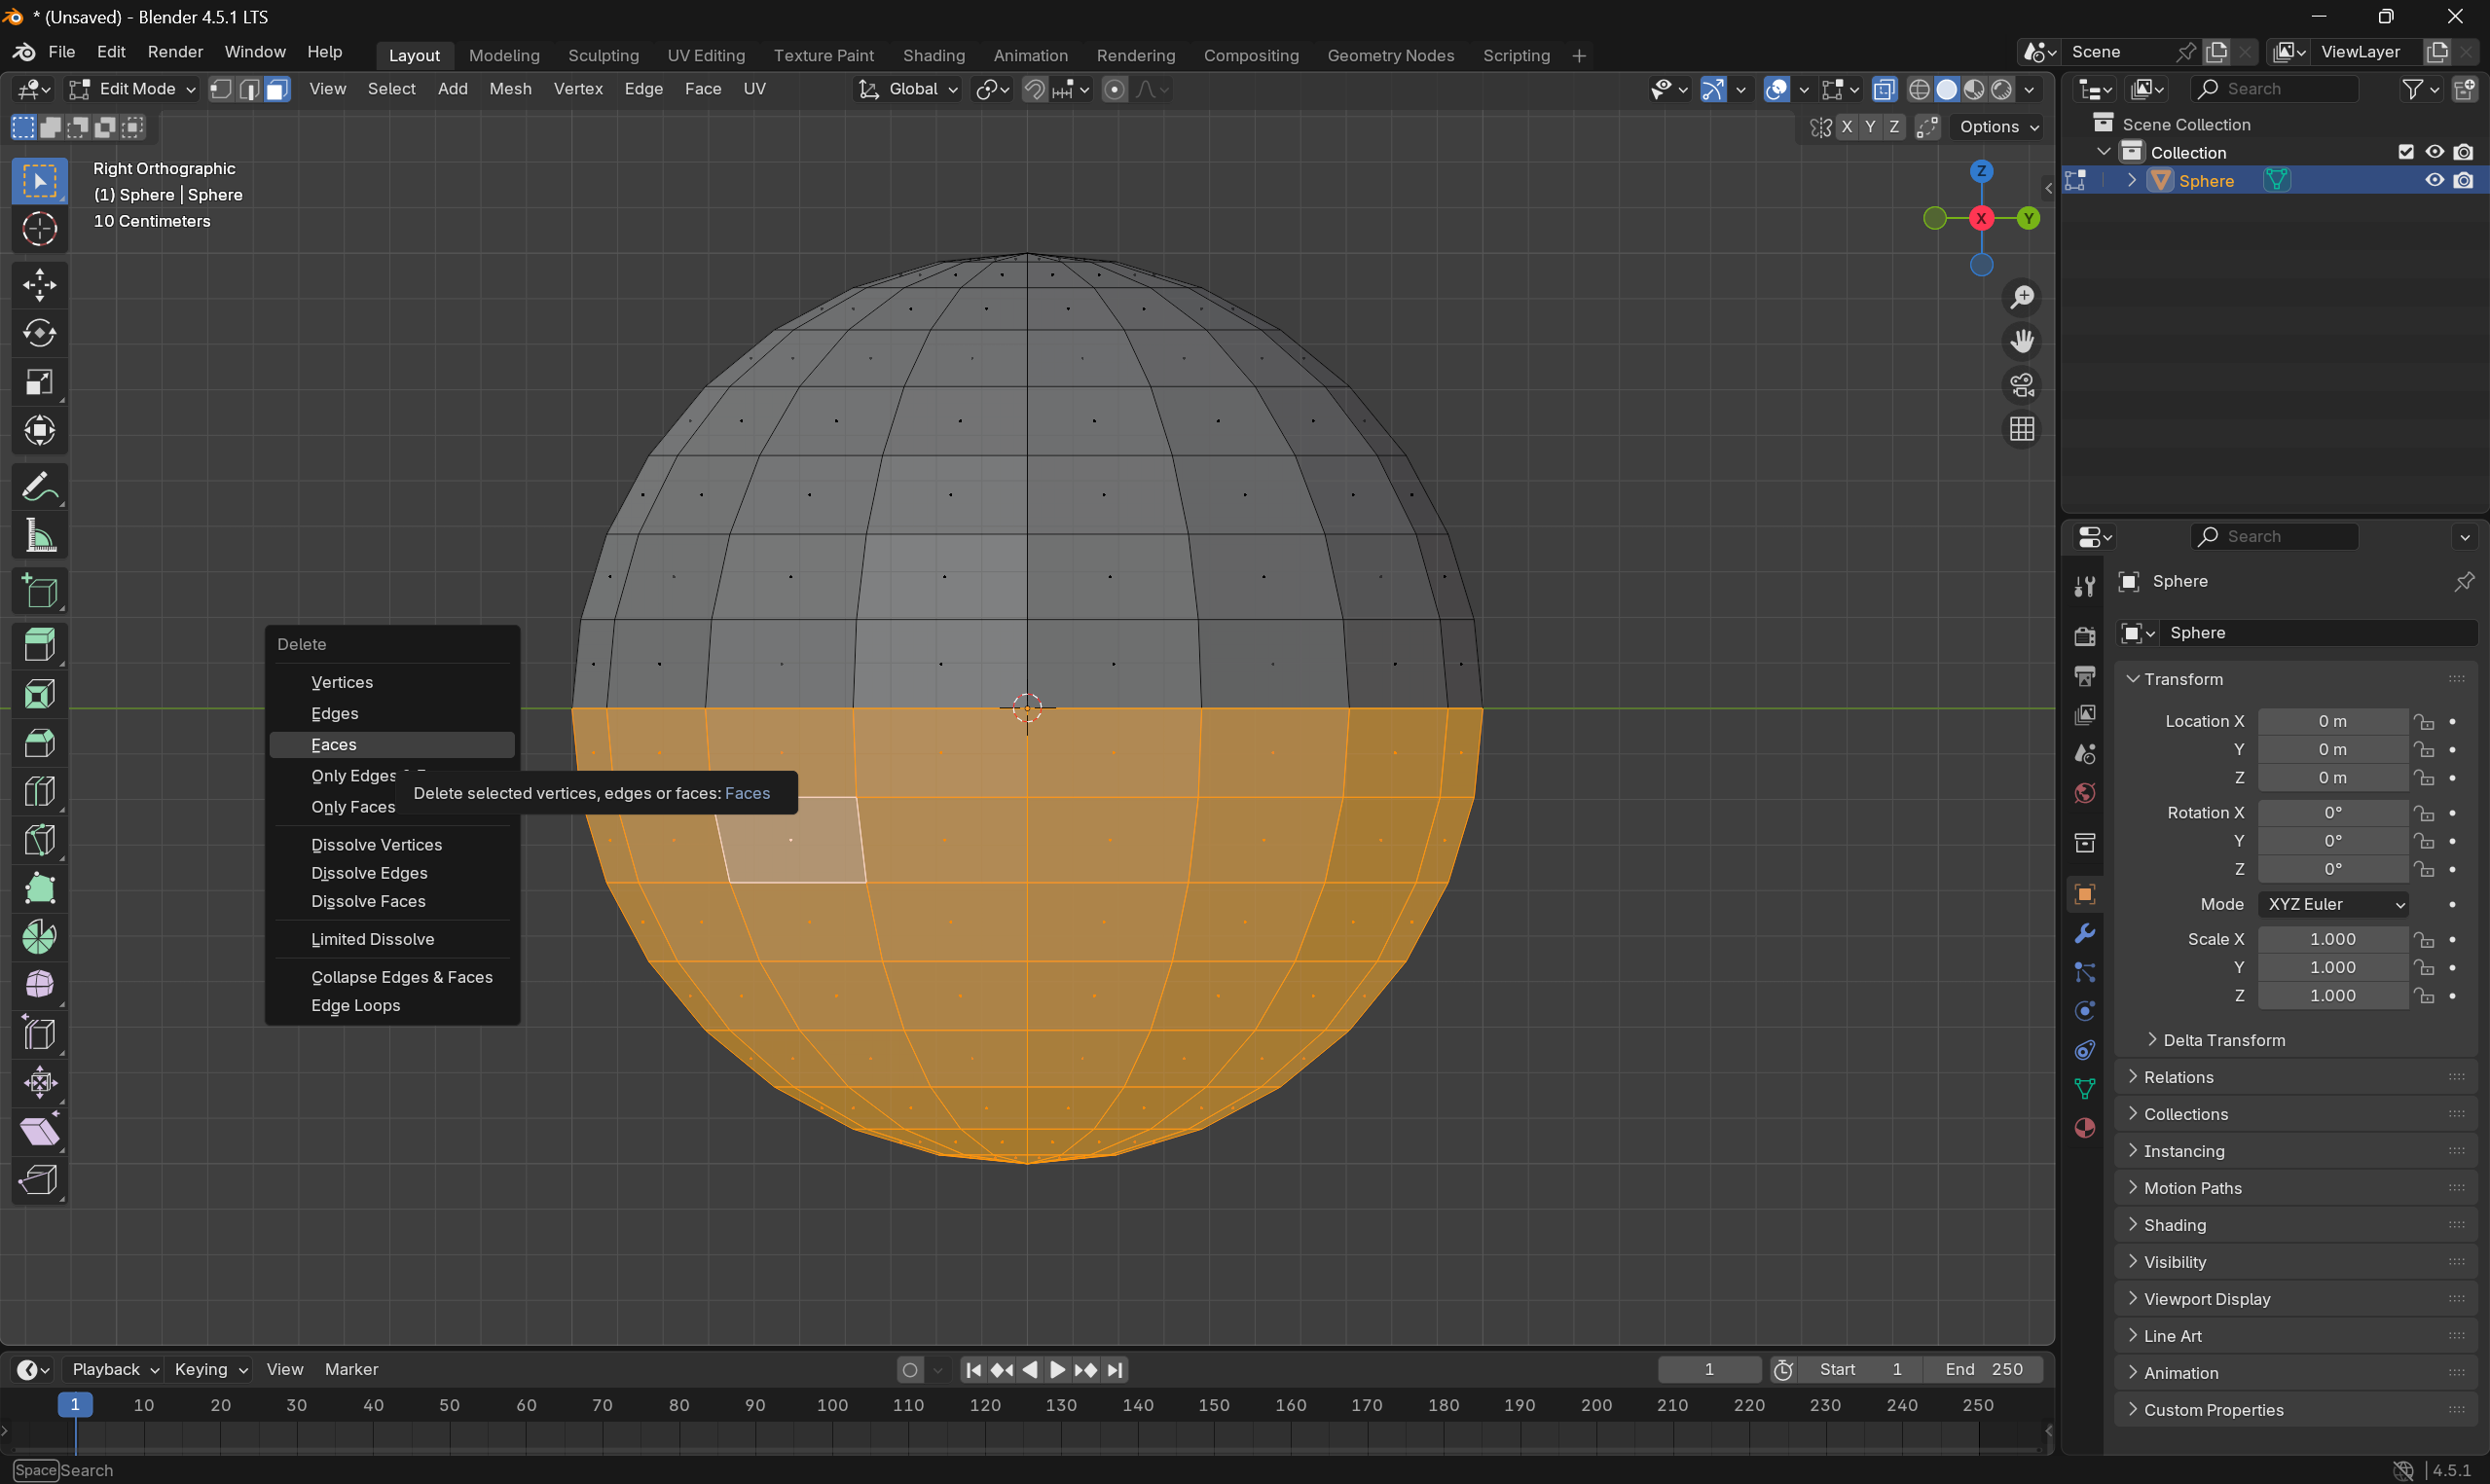 * (Unsaved) - Blender 4.5.1 LTS
File Edit Render Window Help Layout Modeling Sculpting UV Editing Texture Paint Shading Animation Rendering Compositing Geometry Nodes Scripting + Scene ViewLayer
Edit Mode View Select Add Mesh Vertex Edge Face UV Global
X Y Z Options
Right Orthographic
(1) Sphere | Sphere
10 Centimeters
Z
X
Y
Delete
Vertices
Edges
Faces
Only Edges
Only Faces
Delete selected vertices, edges or faces: Faces
Dissolve Vertices
Dissolve Edges
Dissolve Faces
Limited Dissolve
Collapse Edges & Faces
Edge Loops
Search
Scene Collection
Collection
Sphere
Search
Sphere
Sphere
Transform
Location X 0 m
Y 0 m
Z 0 m
Rotation X 0°
Y 0°
Z 0°
Mode XYZ Euler
Scale X 1.000
Y 1.000
Z 1.000
Delta Transform
Relations
Collections
Instancing
Motion Paths
Shading
Visibility
Viewport Display
Line Art
Animation
Custom Properties
Playback Keying View Marker 1 Start 1 End 250
1 10 20 30 40 50 60 70 80 90 100 110 120 130 140 150 160 170 180 190 200 210 220 230 240 250
Space Search 4.5.1